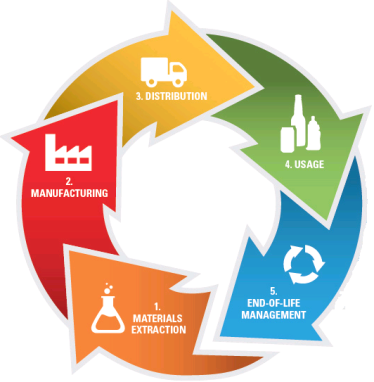 1.
MATERIALS
EXTRACTION
2.
MANUFACTURING
3. DISTRIBUTION
4. USAGE
5.
END-OF-LIFE
MANAGEMENT